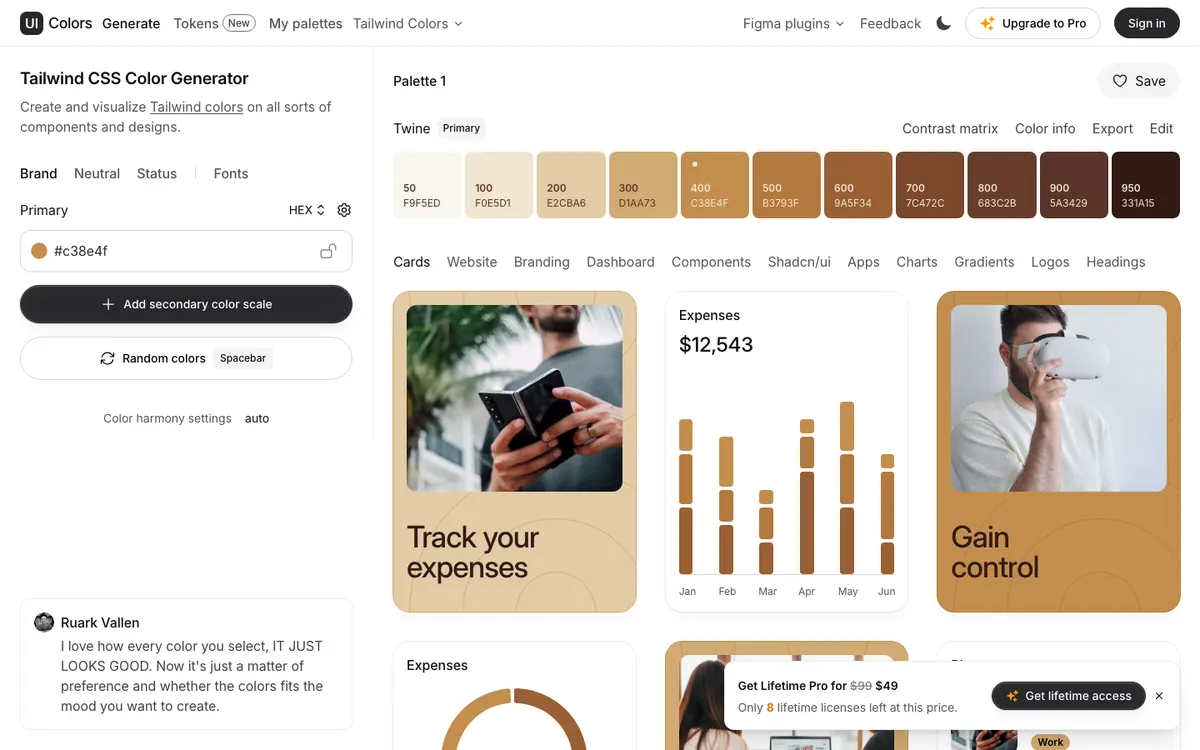 UI Colors Generate Tokens New My palettes Tailwind Colors Figma plugins Feedback Upgrade to Pro Sign in
Tailwind CSS Color Generator
Create and visualize Tailwind colors on all sorts of
components and designs.
Brand Neutral Status Fonts
Primary HEX
#c38e4f
Add secondary color scale
Random colors Spacebar
Color harmony settings auto
Ruark Vallen
I love how every color you select, IT JUST
LOOKS GOOD. Now it's just a matter of
preference and whether the colors fits the
mood you want to create.
Palette 1 Save
Twine Primary Contrast matrix Color info Export Edit
50 100 200 300 400 500 600 700 800 900 950
F9F5ED F0E5D1 E2CBA6 D1AA73 C38E4F B3793F 9A5F34 7C472C 683C2B 5A3429 331A15
Cards Website Branding Dashboard Components Shadcn/ui Apps Charts Gradients Logos Headings
Track your
expenses
Expenses
$12,543
Jan Feb Mar Apr May Jun
Gain
control
Expenses
Get Lifetime Pro for $99 $49
Only 8 lifetime licenses left at this price.
Get lifetime access
Work